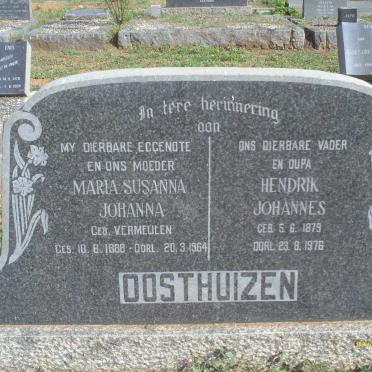 In tere herinnering
aan
MY DIERBARE EGGENOTE
EN ONS MOEDER
MARIA SUSANNA
JOHANNA
GEB. VERMEULEN
GEB. 10. 8. 1888 - OORL. 20. 3. 1964
ONS DIERBARE VADER
EN OUPA
HENDRIK
JOHANNES
GEB. 5. 6. 1879
OORL. 23. 9. 1976
OOSTHUIZEN